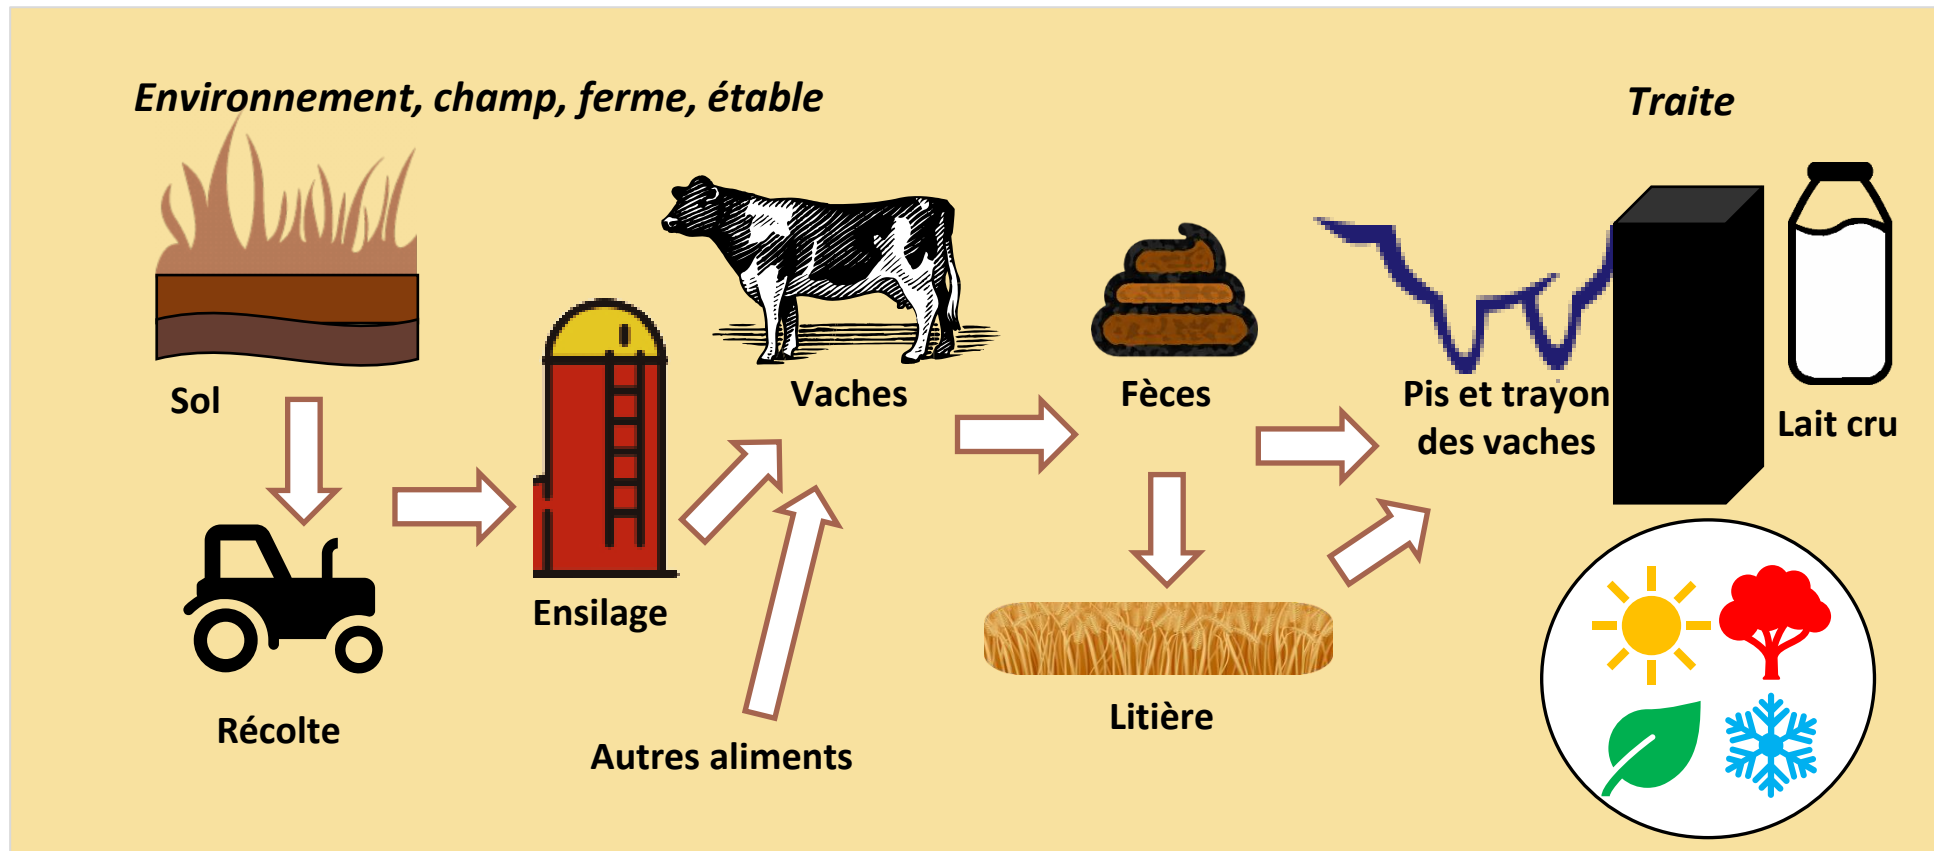 Environnement, champ, ferme, étable
Traite
Sol
Vaches
Fèces
Pis et trayon
des vaches
Lait cru
Ensilage
Récolte
Autres aliments
Litière